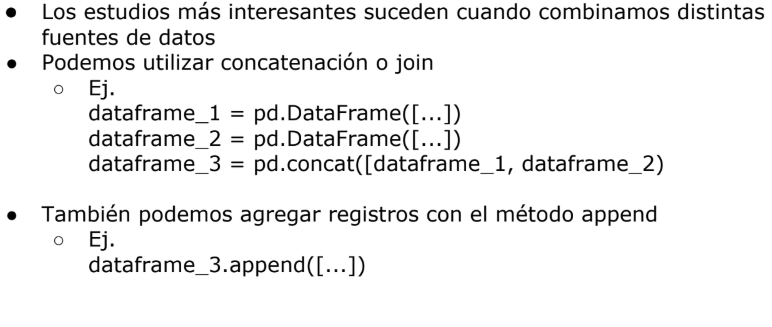 ● Los estudios más interesantes suceden cuando combinamos distintas
fuentes de datos
● Podemos utilizar concatenación o join
○ Ej.
dataframe_1 = pd.DataFrame([...])
dataframe_2 = pd.DataFrame([...])
dataframe_3 = pd.concat([dataframe_1, dataframe_2)
● También podemos agregar registros con el método append
○ Ej.
dataframe_3.append([...])